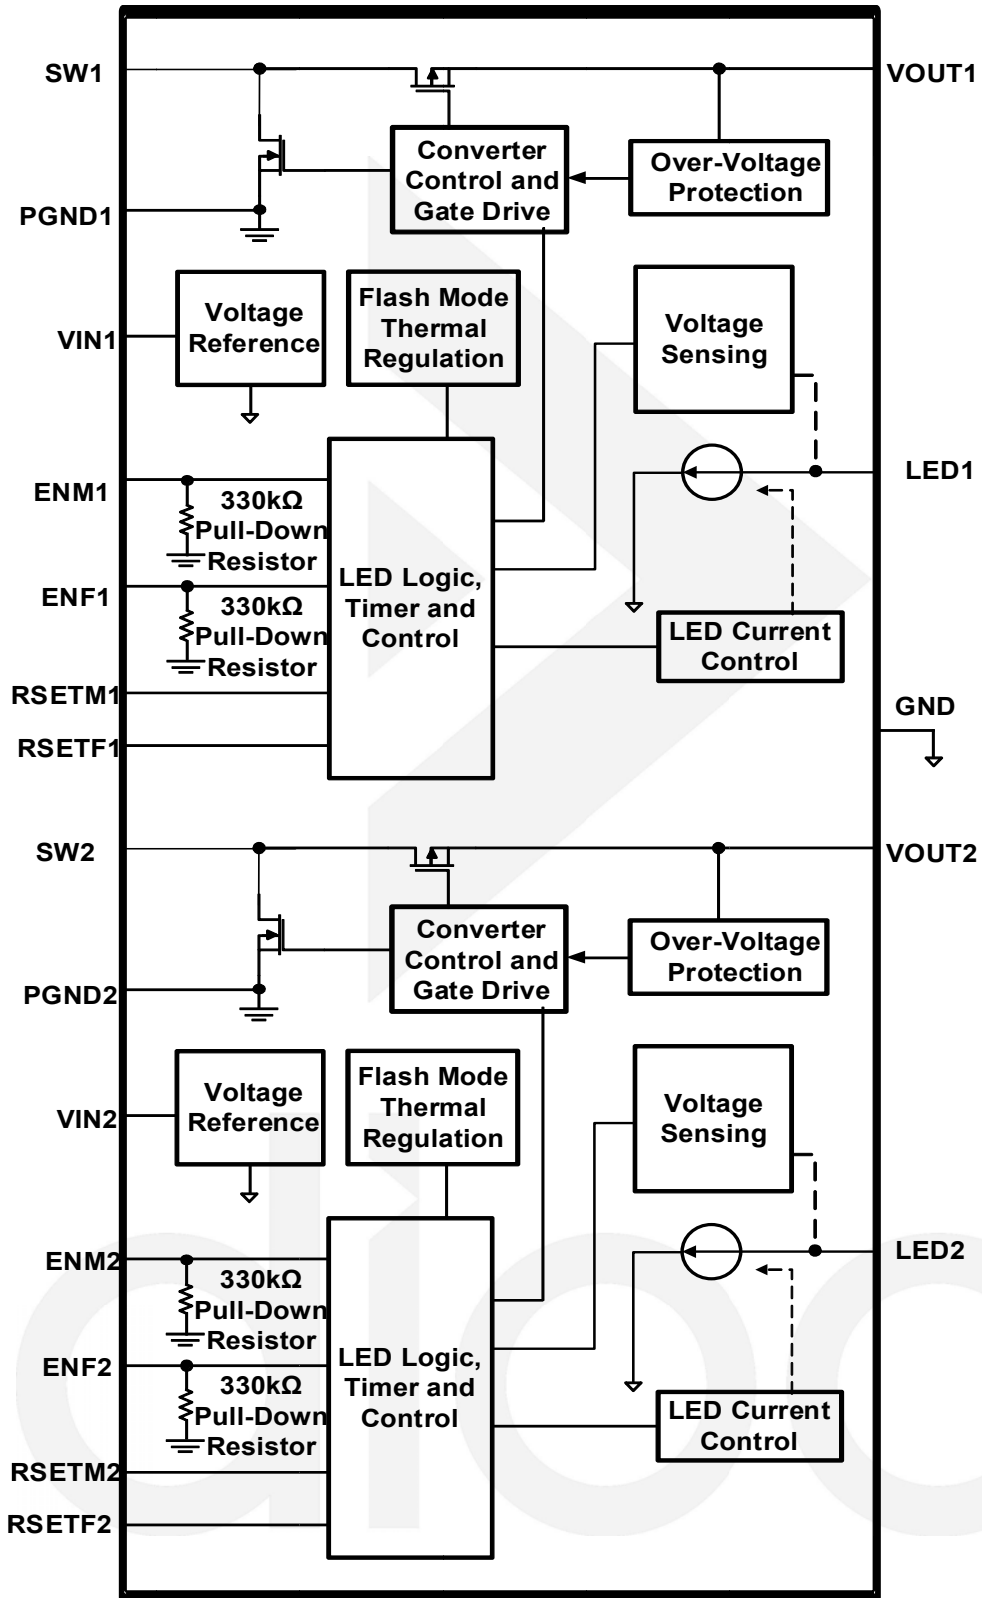 SW1
VOUT1
Converter
Control and
Gate Drive
Over-Voltage
Protection
PGND1
Voltage
Reference
Flash Mode
Thermal
Regulation
Voltage
Sensing
VIN1
LED1
ENM1
330kΩ
Pull-Down
Resistor
ENF1
330kΩ
Pull-Down
Resistor
LED Logic,
Timer and
Control
LED Current
Control
RSETM1
RSETF1
GND
SW2
VOUT2
Converter
Control and
Gate Drive
Over-Voltage
Protection
PGND2
Voltage
Reference
Flash Mode
Thermal
Regulation
Voltage
Sensing
VIN2
LED2
ENM2
330kΩ
Pull-Down
Resistor
ENF2
330kΩ
Pull-Down
Resistor
LED Logic,
Timer and
Control
LED Current
Control
RSETM2
RSETF2